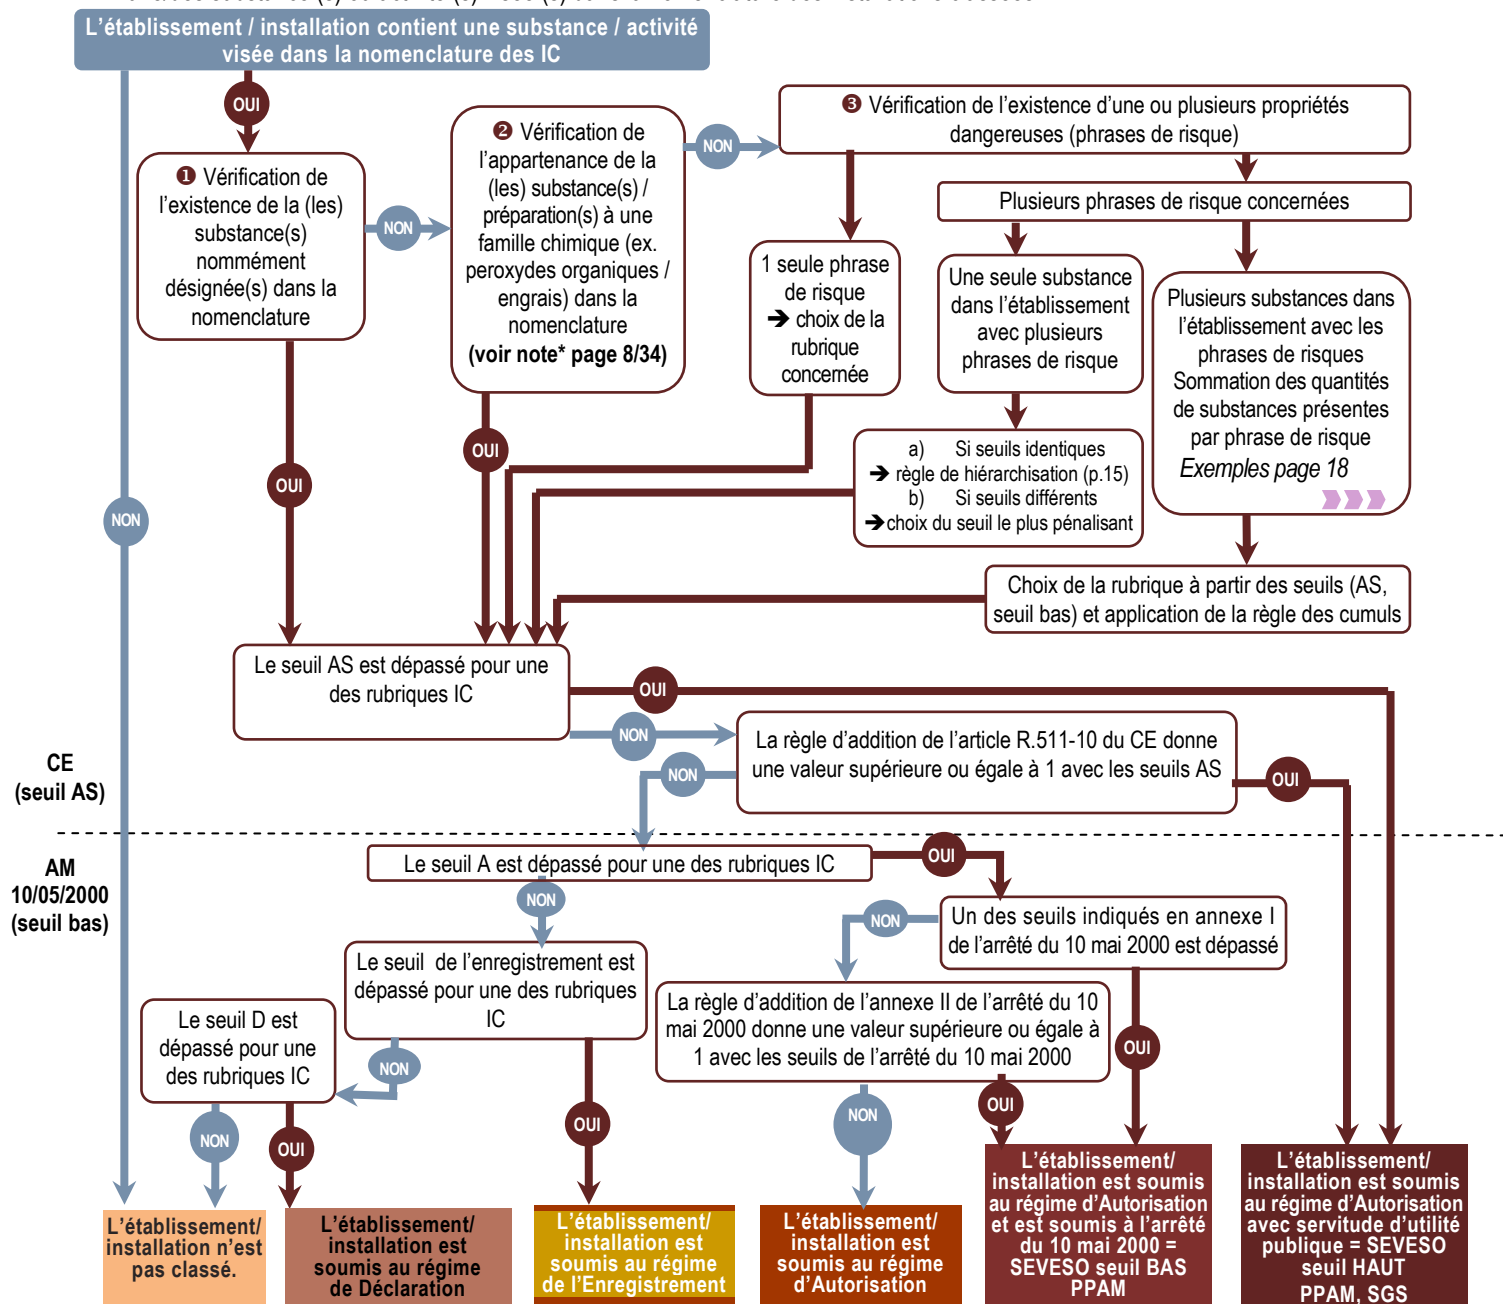 L'établissement / installation contient une substance / activité
visée dans la nomenclature des IC
OUI
❶ Vérification de
l'existence de la (les)
substance(s)
nommément
désignée(s) dans la
nomenclature
NON
❷ Vérification de
l'appartenance de la
(les) substance(s) /
préparation(s) à une
famille chimique (ex.
peroxydes organiques /
engrais) dans la
nomenclature
(voir note* page 8/34)
NON
❸ Vérification de l'existence d'une ou plusieurs propriétés
dangereuses (phrases de risque)
Plusieurs phrases de risque concernées
1 seule phrase
de risque
➔ choix de la
rubrique
concernée
Une seule substance
dans l'établissement
avec plusieurs
phrases de risque
Plusieurs substances dans
l'établissement avec les
phrases de risques
Sommation des quantités
de substances présentes
par phrase de risque
Exemples page 18
a) Si seuils identiques
➔ règle de hiérarchisation (p.15)
b) Si seuils différents
➔choix du seuil le plus pénalisant
OUI
OUI
NON
Choix de la rubrique à partir des seuils (AS,
seuil bas) et application de la règle des cumuls
Le seuil AS est dépassé pour une
des rubriques IC
OUI
NON
La règle d'addition de l'article R.511-10 du CE donne
une valeur supérieure ou égale à 1 avec les seuils AS
NON
OUI
CE
(seuil AS)
AM
10/05/2000
(seuil bas)
Le seuil A est dépassé pour une des rubriques IC
OUI
NON
Un des seuils indiqués en annexe I
de l'arrêté du 10 mai 2000 est dépassé
NON
Le seuil de l'enregistrement est
dépassé pour une des rubriques
IC
La règle d'addition de l'annexe II de l'arrêté du 10
mai 2000 donne une valeur supérieure ou égale à
1 avec les seuils de l'arrêté du 10 mai 2000
OUI
Le seuil D est
dépassé pour une
des rubriques IC
NON
NON
OUI
OUI
NON
OUI
L'établissement/
installation n'est
pas classé.
L'établissement/
installation est
soumis au régime
de Déclaration
L'établissement/
installation est
soumis au régime
de l'Enregistrement
L'établissement/
installation est
soumis au régime
d'Autorisation
L'établissement/
installation est soumis
au régime d'Autorisation
et est soumis à l'arrêté
du 10 mai 2000 =
SEVESO seuil BAS
PPAM
L'établissement/
installation est soumis
au régime d'Autorisation
avec servitude d'utilité
publique = SEVESO
seuil HAUT
PPAM, SGS